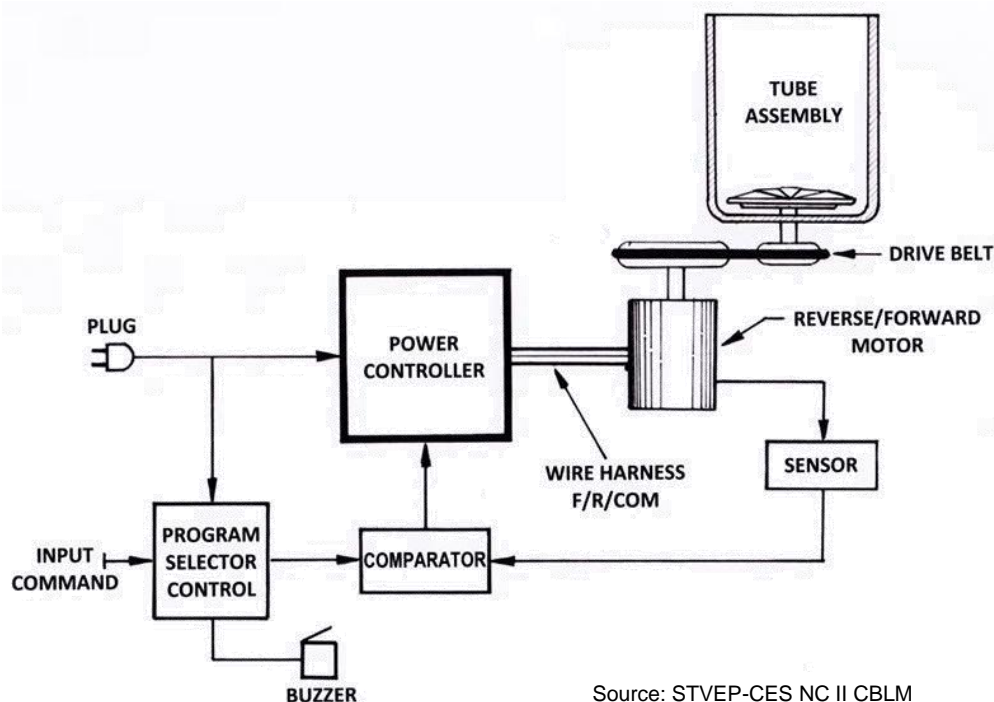 TUBE
ASSEMBLY
DRIVE BELT
PLUG
POWER
CONTROLLER
REVERSE/FORWARD
MOTOR
WIRE HARNESS
F/R/COM
SENSOR
INPUT
COMMAND
PROGRAM
SELECTOR
CONTROL
COMPARATOR
BUZZER
Source: STVEP-CES NC II CBLM